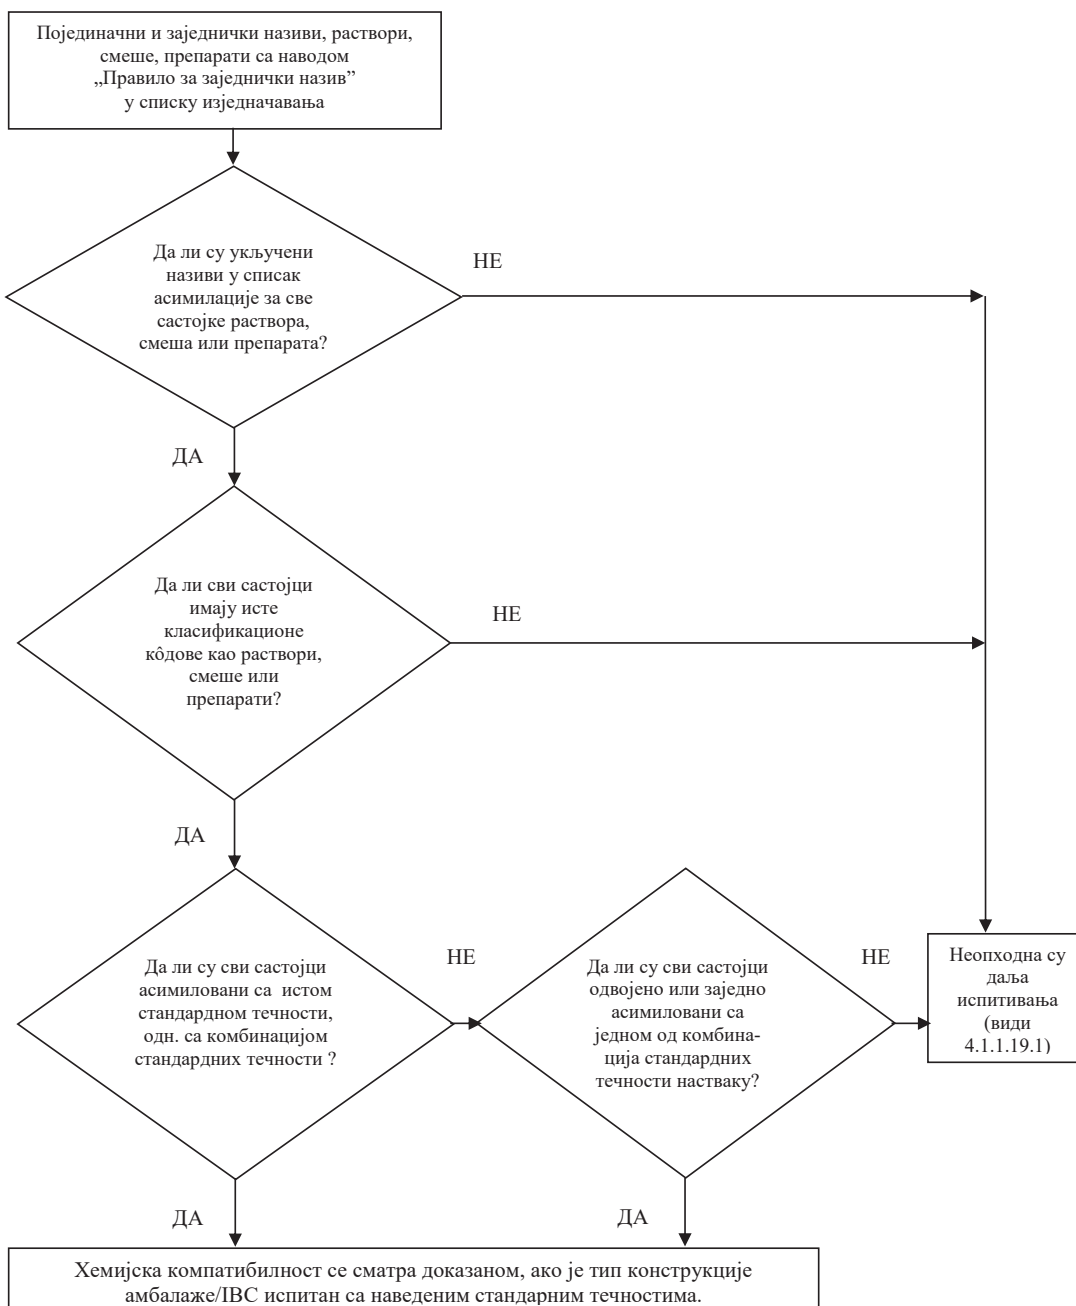 Појединачни и заједнички називи, раствори,
смеше, препарати са наводом
„Правило за заједнички назив”
у списку изједначавања
Да ли су укључени
називи у списак
асимилације за све
састојке раствора,
смеша или препарата?
НЕ
ДА
Да ли сви састојци
имају исте
класификационе
кôдове као раствори,
смеше или
препарати?
НЕ
ДА
Да ли су сви састојци
асимиловани са истом
стандардном течности,
одн. са комбинацијом
стандардних течности ?
НЕ
Да ли су сви састојци
одвојено или заједно
асимиловани са
једном од комбина-
ција стандардних
течности настваку?
НЕ
Неопходна су
даља
испитивања
(види
4.1.1.19.1)
ДА
ДА
Хемијска компатибилност се сматра доказаном, ако је тип конструкције
амбалаже/IBC испитан са наведеним стандарним течностима.